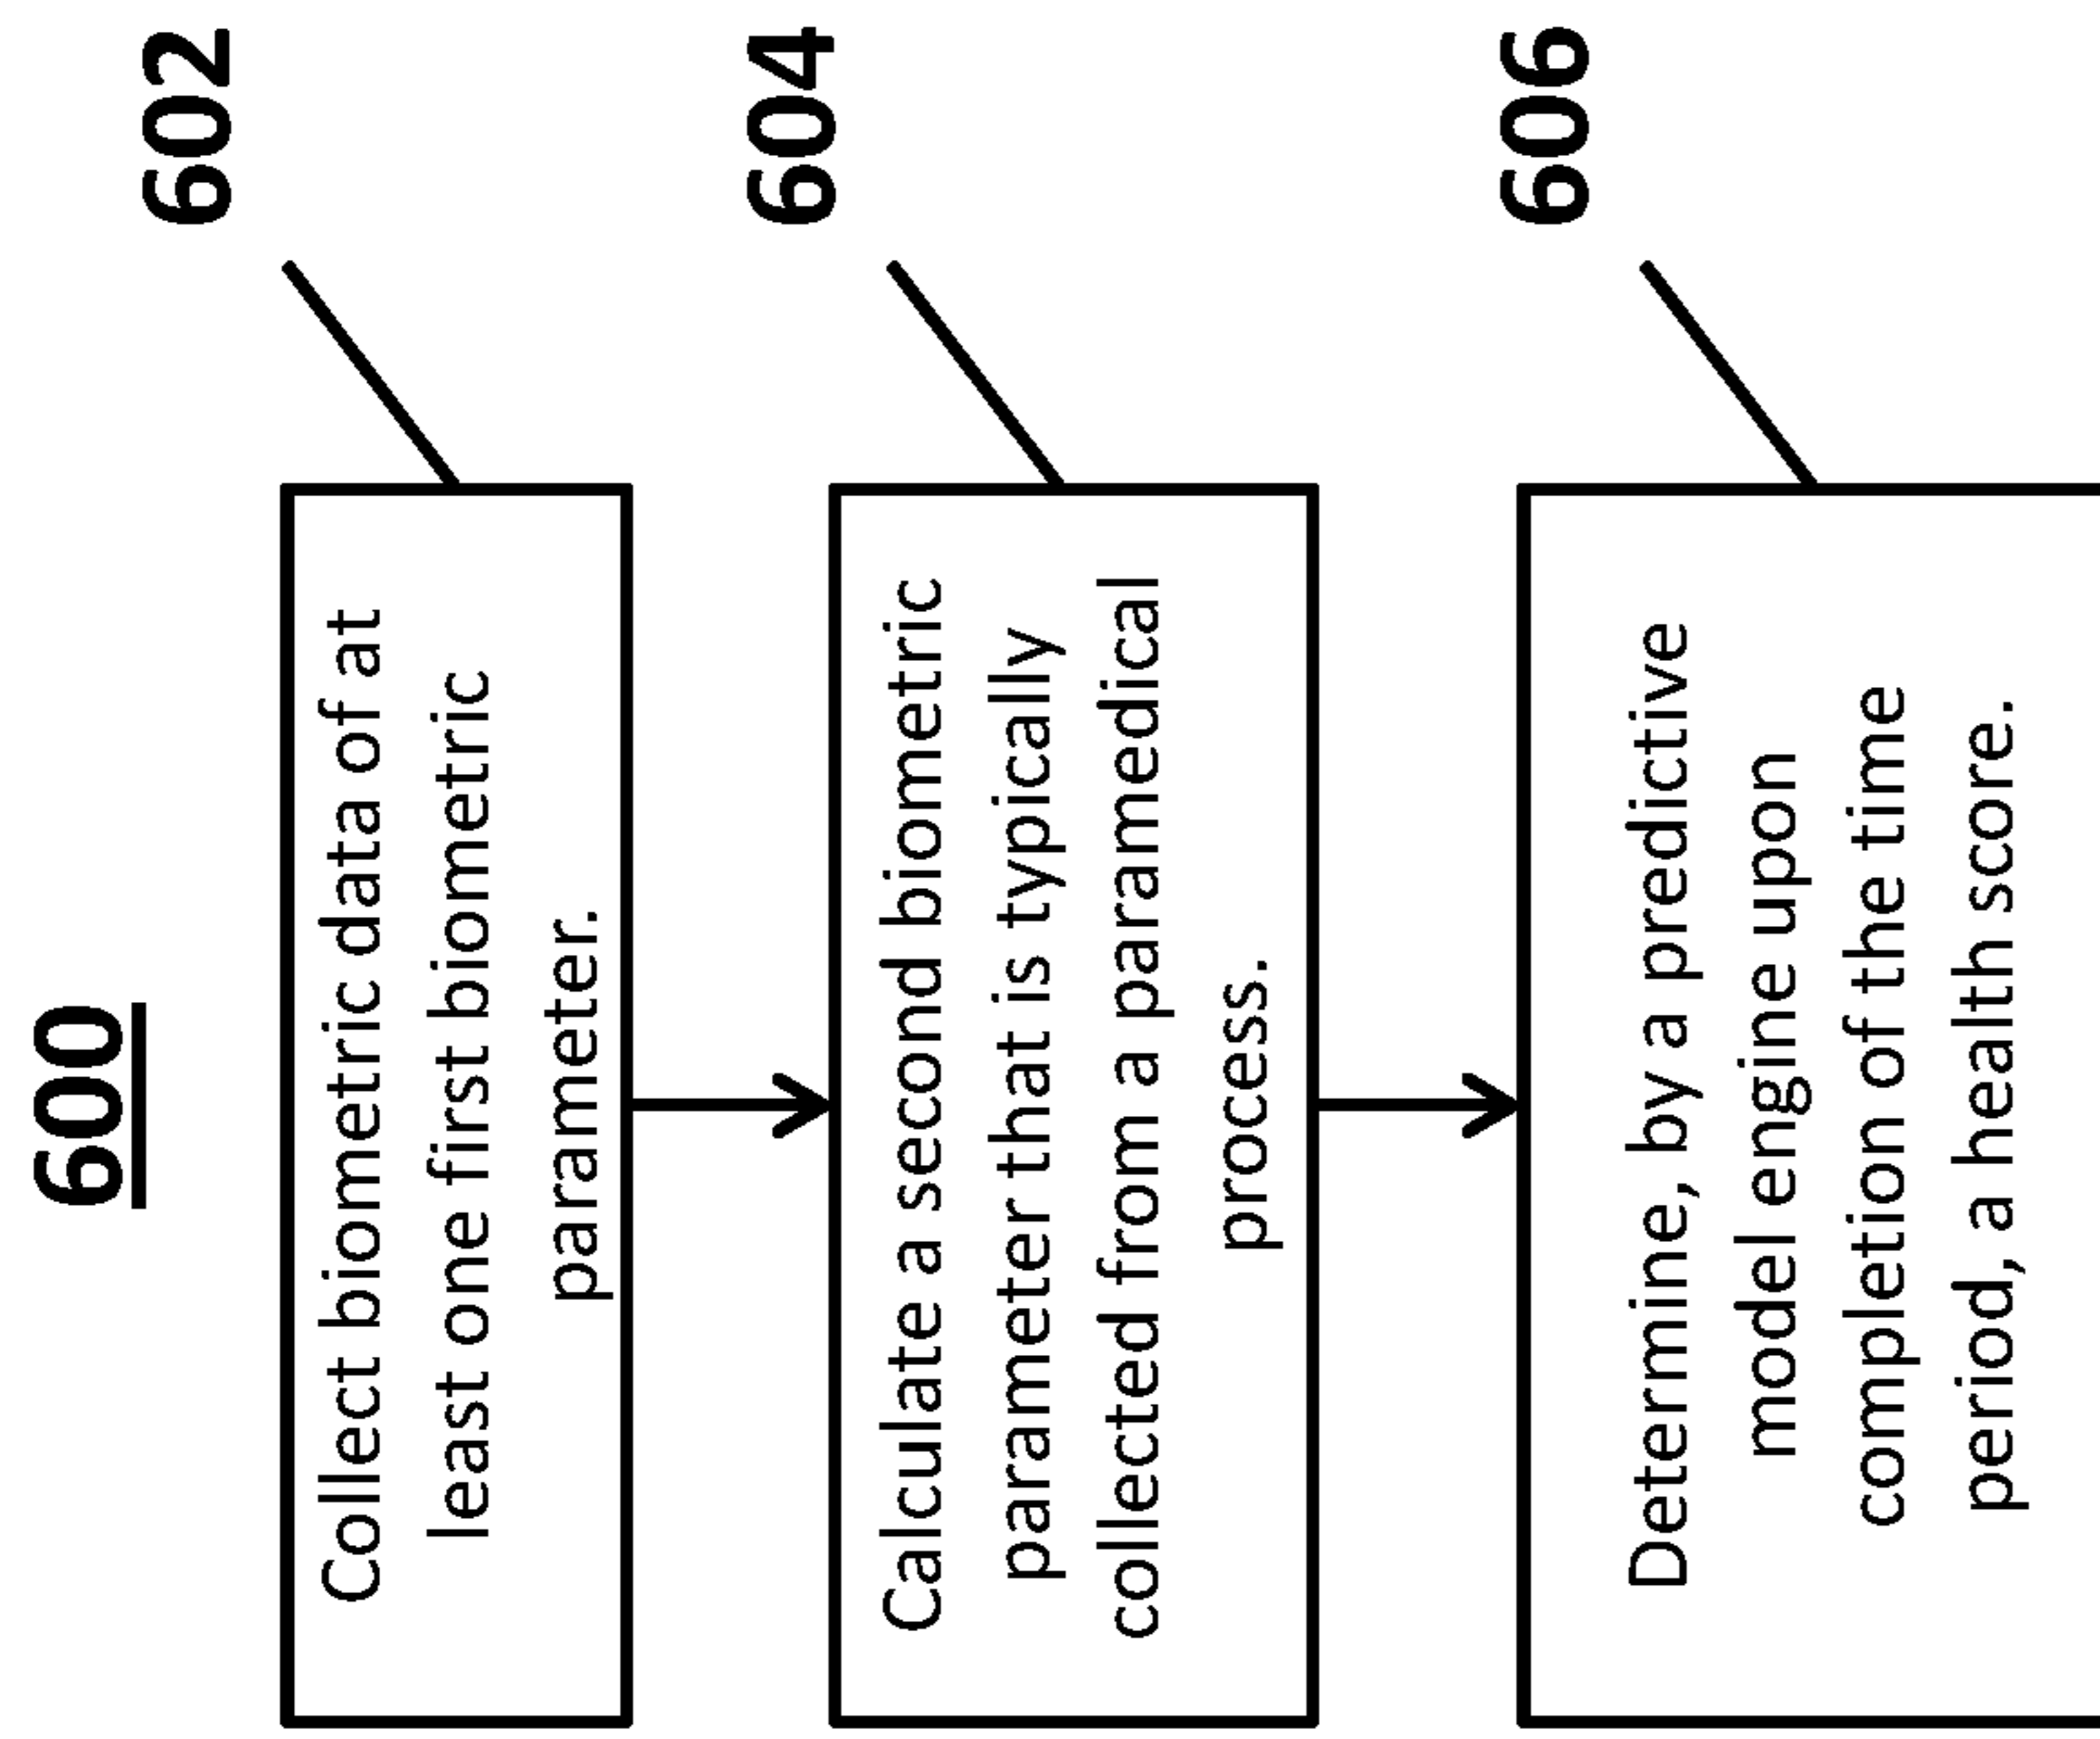 600
602
Collect biometric data of at
least one first biometric
parameter.
604
Calculate a second biometric
parameter that is typically
collected from a paramedical
process.
606
Determine, by a predictive
model engine upon
completion of the time
period, a health score.